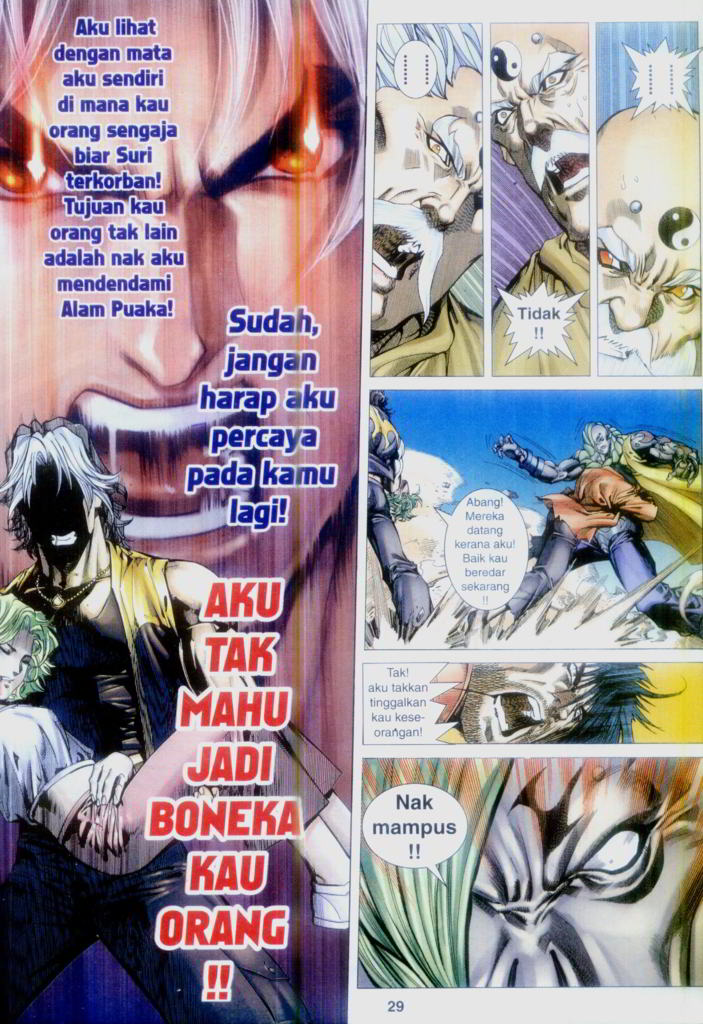 Aku lihat
dengan mata
aku sendiri
di mana kau
orang sengaja
biar Suri
terkorban!
Tujuan kau
orang tak lain
adalah nak aku
mendendami
Alam Puaka!
Sudah,
jangan
harap aku
percaya
pada kamu
lagi!
AKU
TAK
MAHU
JADI
BONEKA
KAU
ORANG
!!
Tidak
!!
Abang!
Mereka
datang
kerana aku!
Baik kau
beredar
sekarang
!!
Tak!
aku takkan
tinggalkan
kau kese-
orangan!
Nak
mampus
!!
29